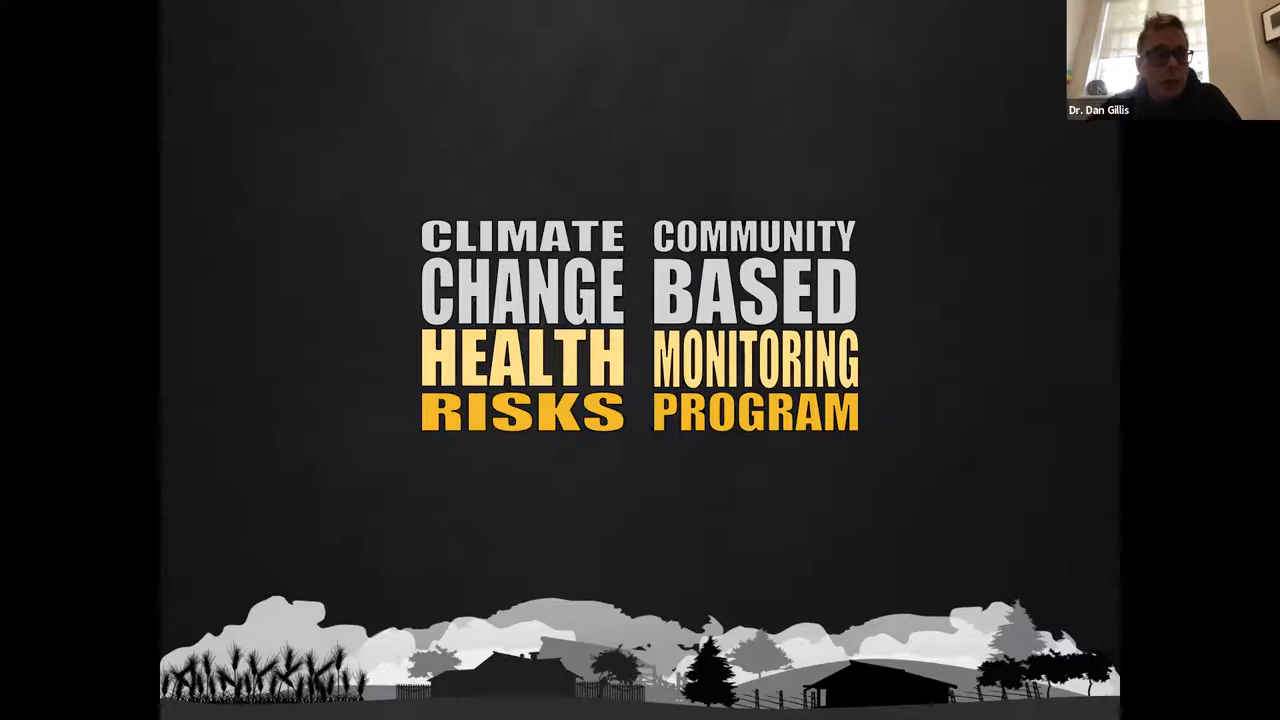 CLIMATE
CHANGE
HEALTH
RISKS
COMMUNITY
BASED
MONITORING
PROGRAM
Dr. Dan Gillis